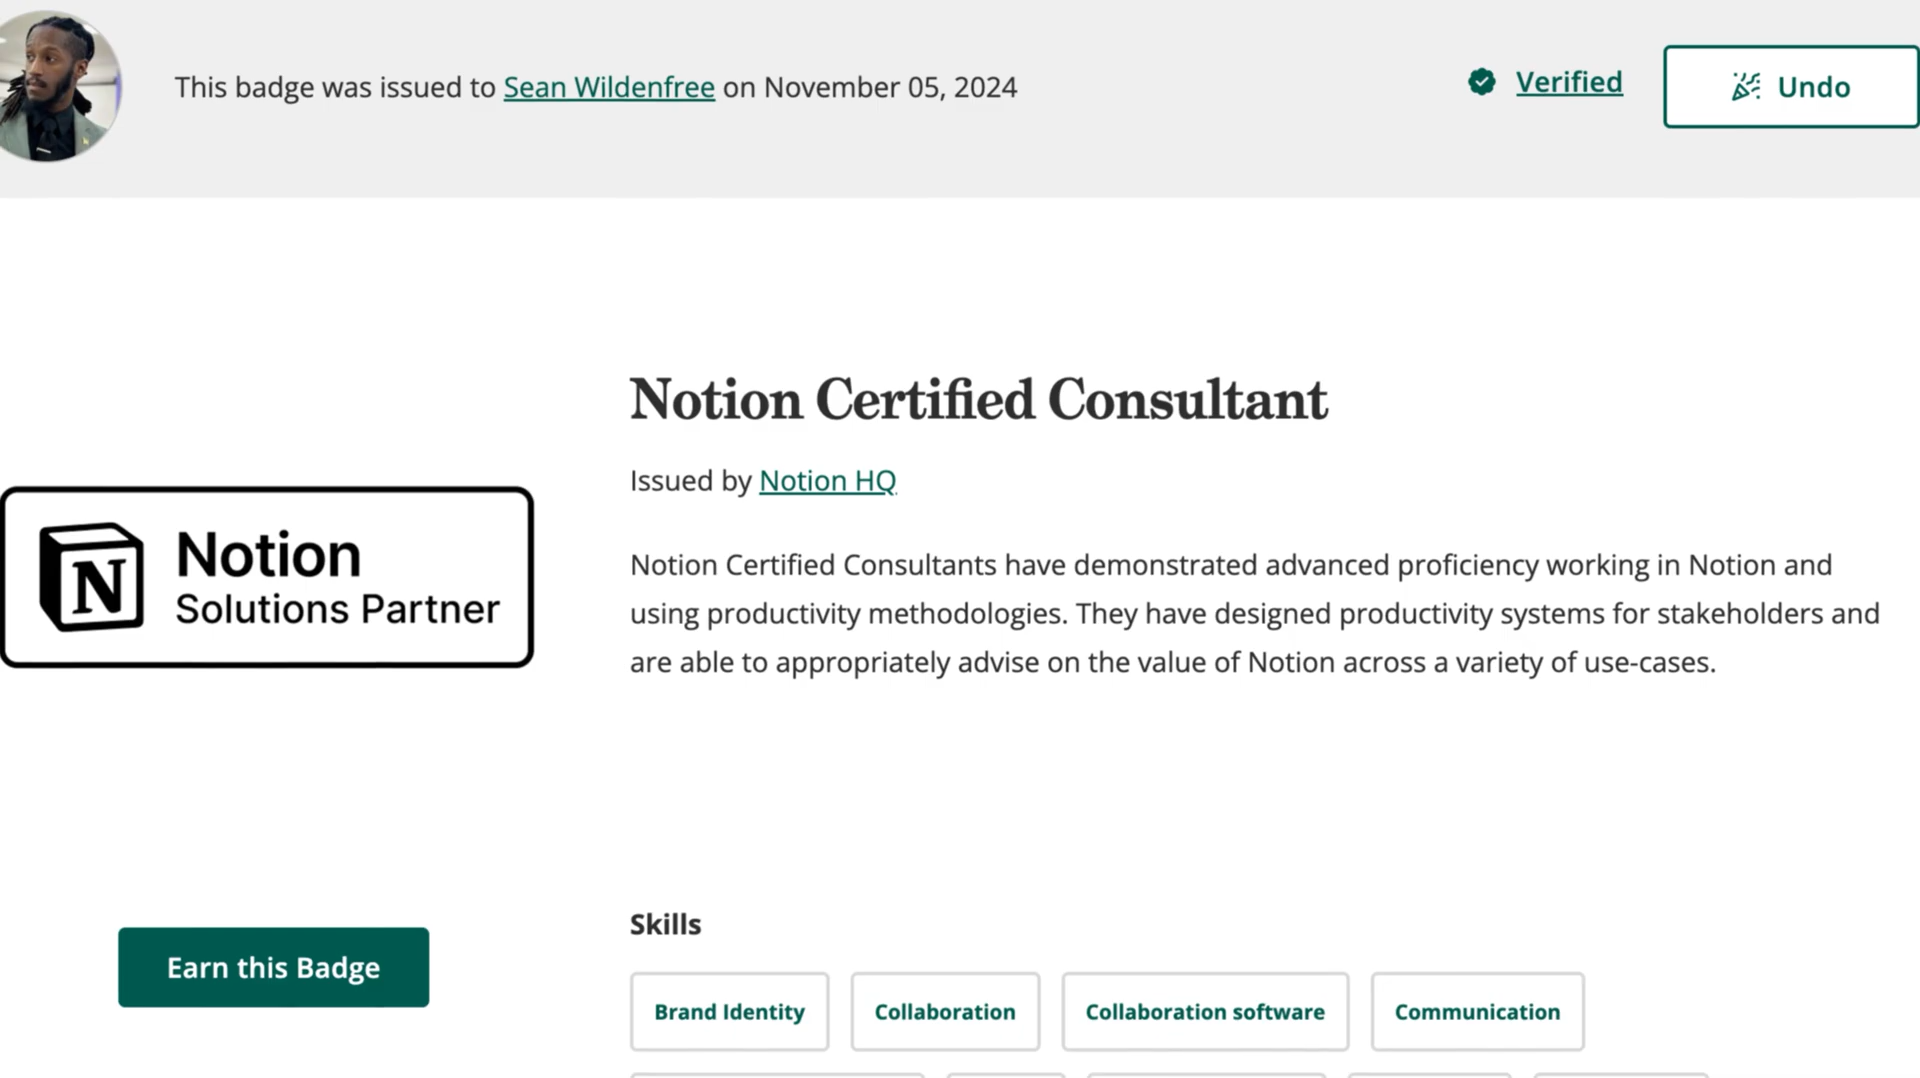 This badge was issued to Sean Wildenfree on November 05, 2024
Verified
Undo
Notion Certified Consultant
Issued by Notion HQ
N
Notion
Solutions Partner
Notion Certified Consultants have demonstrated advanced proficiency working in Notion and
using productivity methodologies. They have designed productivity systems for stakeholders and
are able to appropriately advise on the value of Notion across a variety of use-cases.
Earn this Badge
Skills
Brand Identity
Collaboration
Collaboration software
Communication